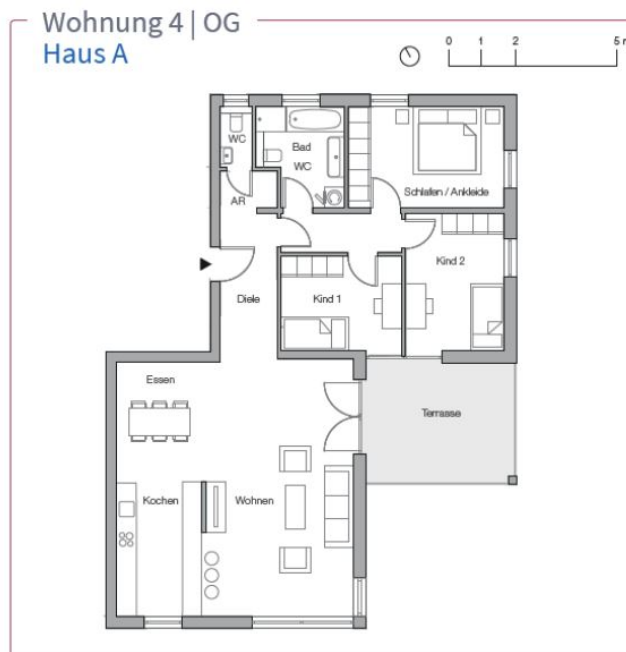 Wohnung 4 | OG
Haus A
0 1 2 5 m
WC
Bad
WC
AR
Schlafen / Ankleide
Kind 2
Diele
Kind 1
Essen
Terrasse
Kochen
Wohnen